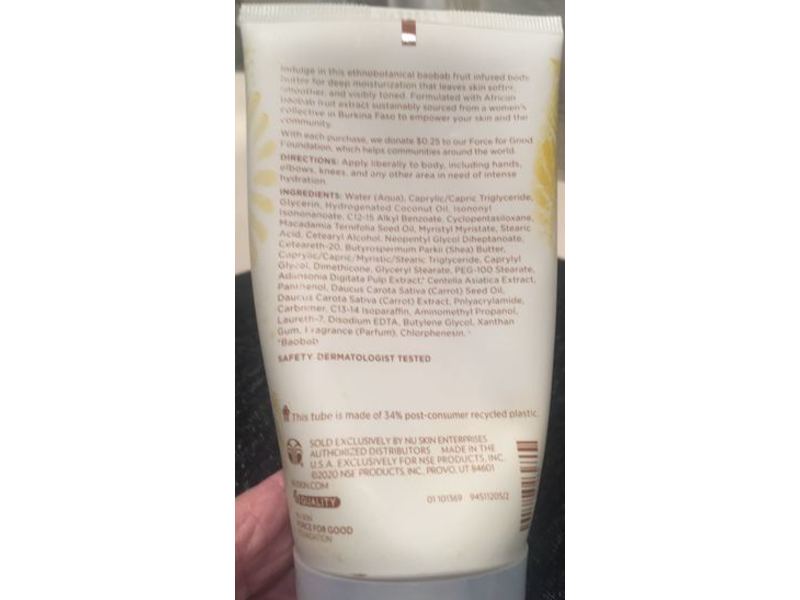 Indulge in this ethnobotanical baobab fruit infused body
butter for deep moisturization that leaves skin softer,
smoother, and visibly toned. Formulated with African
baobab fruit extract sustainably sourced from a women's
collective in Burkina Faso to empower your skin and the
community.
With each purchase, we donate $0.25 to our Force for Good
Foundation, which helps communities around the world.
DIRECTIONS: Apply liberally to body, including hands,
elbows, knees, and any other area in need of intense
hydration.
INGREDIENTS: Water (Aqua), Caprylic/Capric Triglyceride,
Glycerin, Hydrogenated Coconut Oil, Isononyl
Isononanoate, C12-15 Alkyl Benzoate, Cyclopentasiloxane,
Macadamia Ternifolia Seed Oil, Myristyl Myristate, Stearic
Acid, Cetearyl Alcohol, Neopentyl Glycol Diheptanoate,
Ceteareth-20, Butyrospermum Parkii (Shea) Butter,
Caprylic/Capric/Myristic/Stearic Triglyceride, Caprylyl
Glycol, Dimethicone, Glyceryl Stearate, PEG-100 Stearate,
Adansonia Digitata Pulp Extract,* Centella Asiatica Extract,
Panthenol, Daucus Carota Sativa (Carrot) Seed Oil,
Daucus Carota Sativa (Carrot) Extract, Polyacrylamide,
Carbomer, C13-14 Isoparaffin, Aminomethyl Propanol,
Laureth-7, Disodium EDTA, Butylene Glycol, Xanthan
Gum, Fragrance (Parfum), Chlorphenesin.
*Baobab
SAFETY: DERMATOLOGIST TESTED
This tube is made of 34% post-consumer recycled plastic.
SOLD EXCLUSIVELY BY NU SKIN ENTERPRISES
AUTHORIZED DISTRIBUTORS MADE IN THE
U.S.A. EXCLUSIVELY FOR NSE PRODUCTS, INC.
©2020 NSE PRODUCTS, INC., PROVO, UT 84601
NUSKIN.COM
6 QUALITY
01 101369 94511205/2
NU SKIN
FORCE FOR GOOD
FOUNDATION